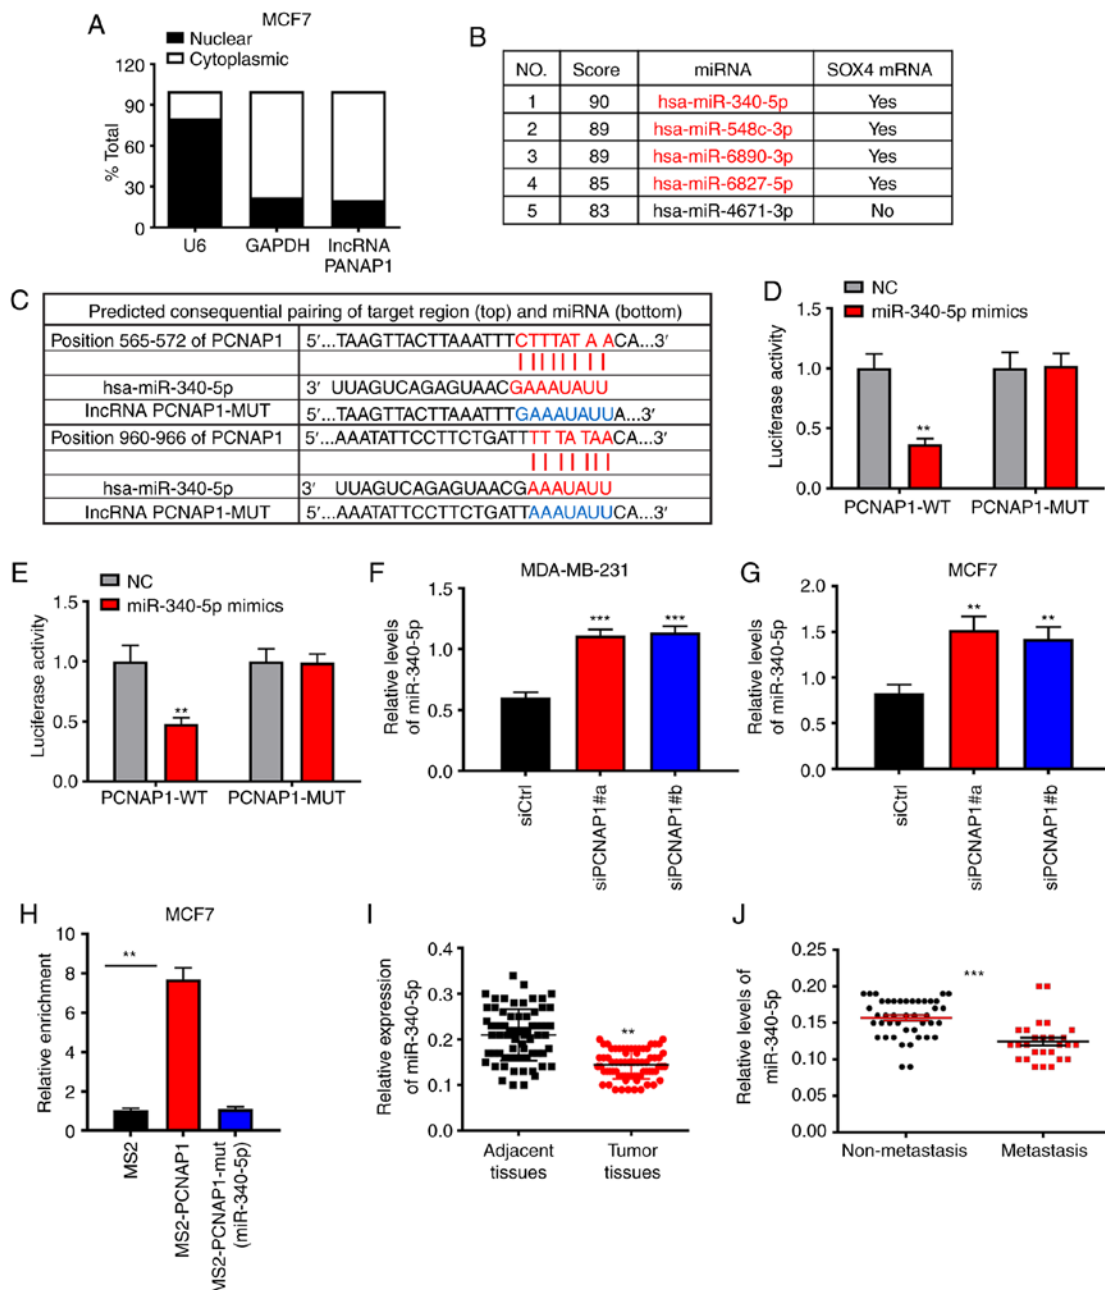 A
MCF7
Nuclear
Cytoplasmic
% Total
120
90
60
30
0
U6
GAPDH
lncRNA
PANAP1
B
NO. Score miRNA SOX4 mRNA
1 90 hsa-miR-340-5p Yes
2 89 hsa-miR-548c-3p Yes
3 89 hsa-miR-6890-3p Yes
4 85 hsa-miR-6827-5p Yes
5 83 hsa-miR-4671-3p No
C
Predicted consequential pairing of target region (top) and miRNA (bottom)
Position 565-572 of PCNAP1 5′...TAAGTTACTTAAATTTCTTTAT A ACA...3′
hsa-miR-340-5p 3′ UUAGUCAGAGUAACGAAAUAUU
lncRNA PCNAP1-MUT 5′...TAAGTTACTTAAATTTGAAAUAUUA...3′
Position 960-966 of PCNAP1 5′...AAATATTCCTTCTGATTTT TA TAACA...3′
hsa-miR-340-5p 3′ UUAGUCAGAGUAACGAAAUAUU
lncRNA PCNAP1-MUT 5′...AAATATTCCTTCTGATTAAAUAUUCA...3′
D
NC
miR-340-5p mimics
Luciferase activity
1.5
1.0
0.5
0.0
**
PCNAP1-WT
PCNAP1-MUT
E
NC
miR-340-5p mimics
Luciferase activity
1.5
1.0
0.5
0.0
**
PCNAP1-WT
PCNAP1-MUT
F
MDA-MB-231
Relative levels
of miR-340-5p
1.5
1.0
0.5
0.0
***
***
siCtrl
siPCNAP1#a
siPCNAP1#b
G
MCF7
Relative levels
of miR-340-5p
2.0
1.5
1.0
0.5
0.0
**
**
siCtrl
siPCNAP1#a
siPCNAP1#b
H
MCF7
Relative enrichment
10
8
6
4
2
0
**
MS2
MS2-PCNAP1
MS2-PCNAP1-mut
(miR-340-5p)
I
Relative expression
of miR-340-5p
0.4
0.3
0.2
0.1
0.0
**
Adjacent
tissues
Tumor
tissues
J
Relative levels of
miR-340-5p
0.25
0.20
0.15
0.10
0.05
0.00
***
Non-metastasis
Metastasis